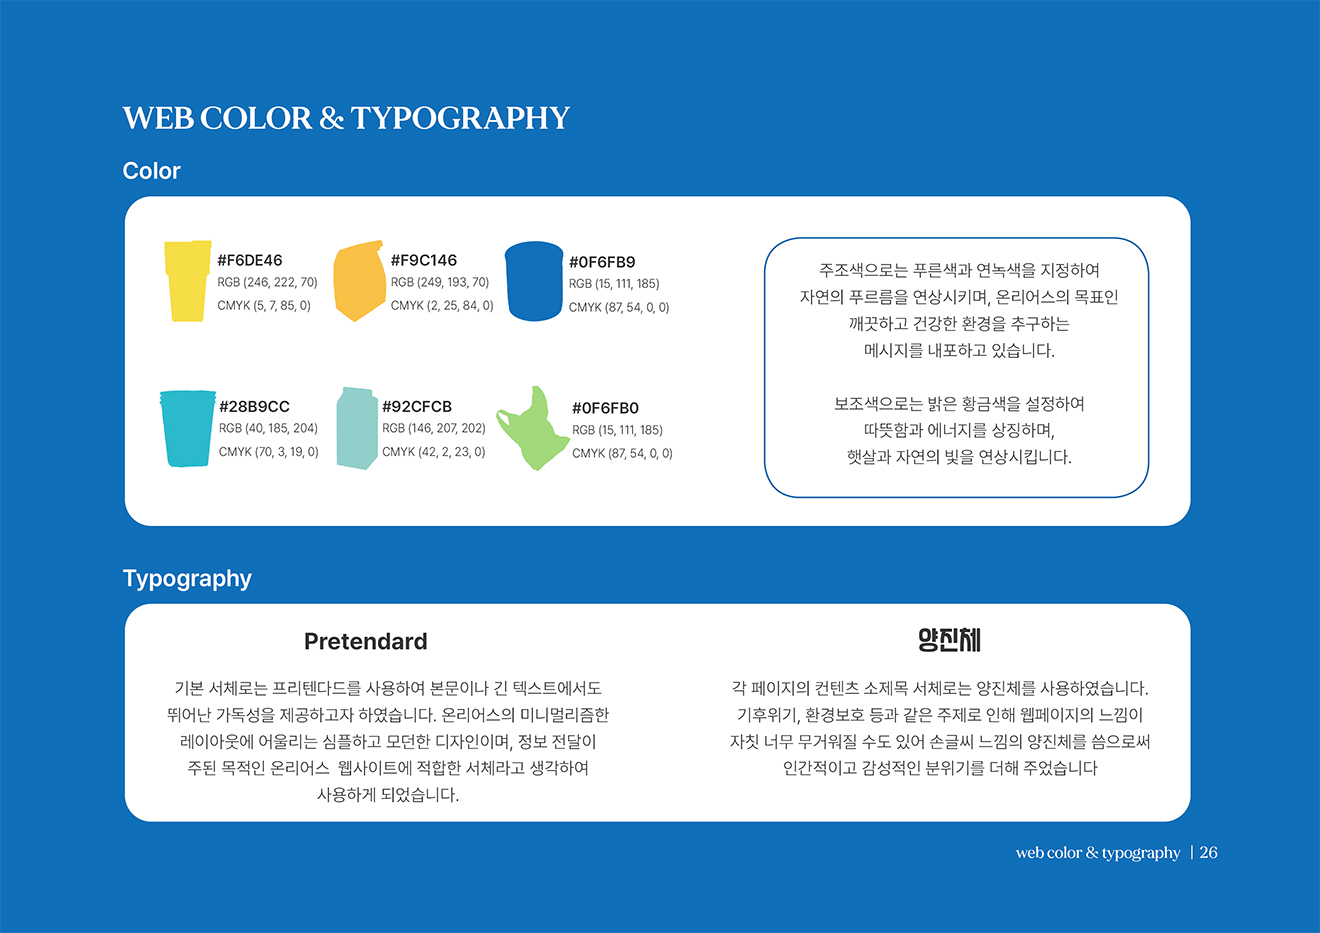 WEB COLOR & TYPOGRAPHY
Color
#F6DE46
RGB (246, 222, 70)
CMYK (5, 7, 85, 0)
#F9C146
RGB (249, 193, 70)
CMYK (2, 25, 84, 0)
#0F6FB9
RGB (15, 111, 185)
CMYK (87, 54, 0, 0)
#28B9CC
RGB (40, 185, 204)
CMYK (70, 3, 19, 0)
#92CFCB
RGB (146, 207, 202)
CMYK (42, 2, 23, 0)
#0F6FB0
RGB (15, 111, 185)
CMYK (87, 54, 0, 0)
주조색으로는 푸른색과 연녹색을 지정하여
자연의 푸르름을 연상시키며, 온리어스의 목표인
깨끗하고 건강한 환경을 추구하는
메시지를 내포하고 있습니다.
보조색으로는 밝은 황금색을 설정하여
따뜻함과 에너지를 상징하며,
햇살과 자연의 빛을 연상시킵니다.
Typography
Pretendard
기본 서체로는 프리텐다드를 사용하여 본문이나 긴 텍스트에서도
뛰어난 가독성을 제공하고자 하였습니다. 온리어스의 미니멀리즘한
레이아웃에 어울리는 심플하고 모던한 디자인이며, 정보 전달이
주된 목적인 온리어스 웹사이트에 적합한 서체라고 생각하여
사용하게 되었습니다.
양진체
각 페이지의 컨텐츠 소제목 서체로는 양진체를 사용하였습니다.
기후위기, 환경보호 등과 같은 주제로 인해 웹페이지의 느낌이
자칫 너무 무거워질 수도 있어 손글씨 느낌의 양진체를 씀으로써
인간적이고 감성적인 분위기를 더해 주었습니다
web color & typography | 26